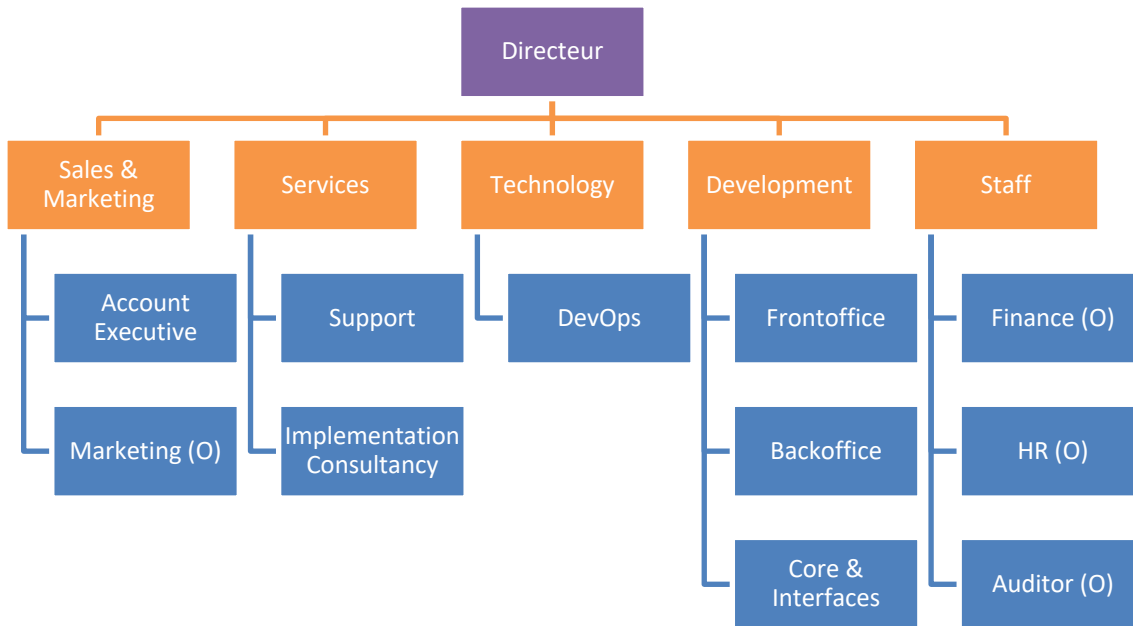 Directeur
Sales &
Marketing
Services
Technology
Development
Staff
Account
Executive
Support
DevOps
Frontoffice
Finance (O)
Marketing (O)
Implementation
Consultancy
Backoffice
HR (O)
Core &
Interfaces
Auditor (O)